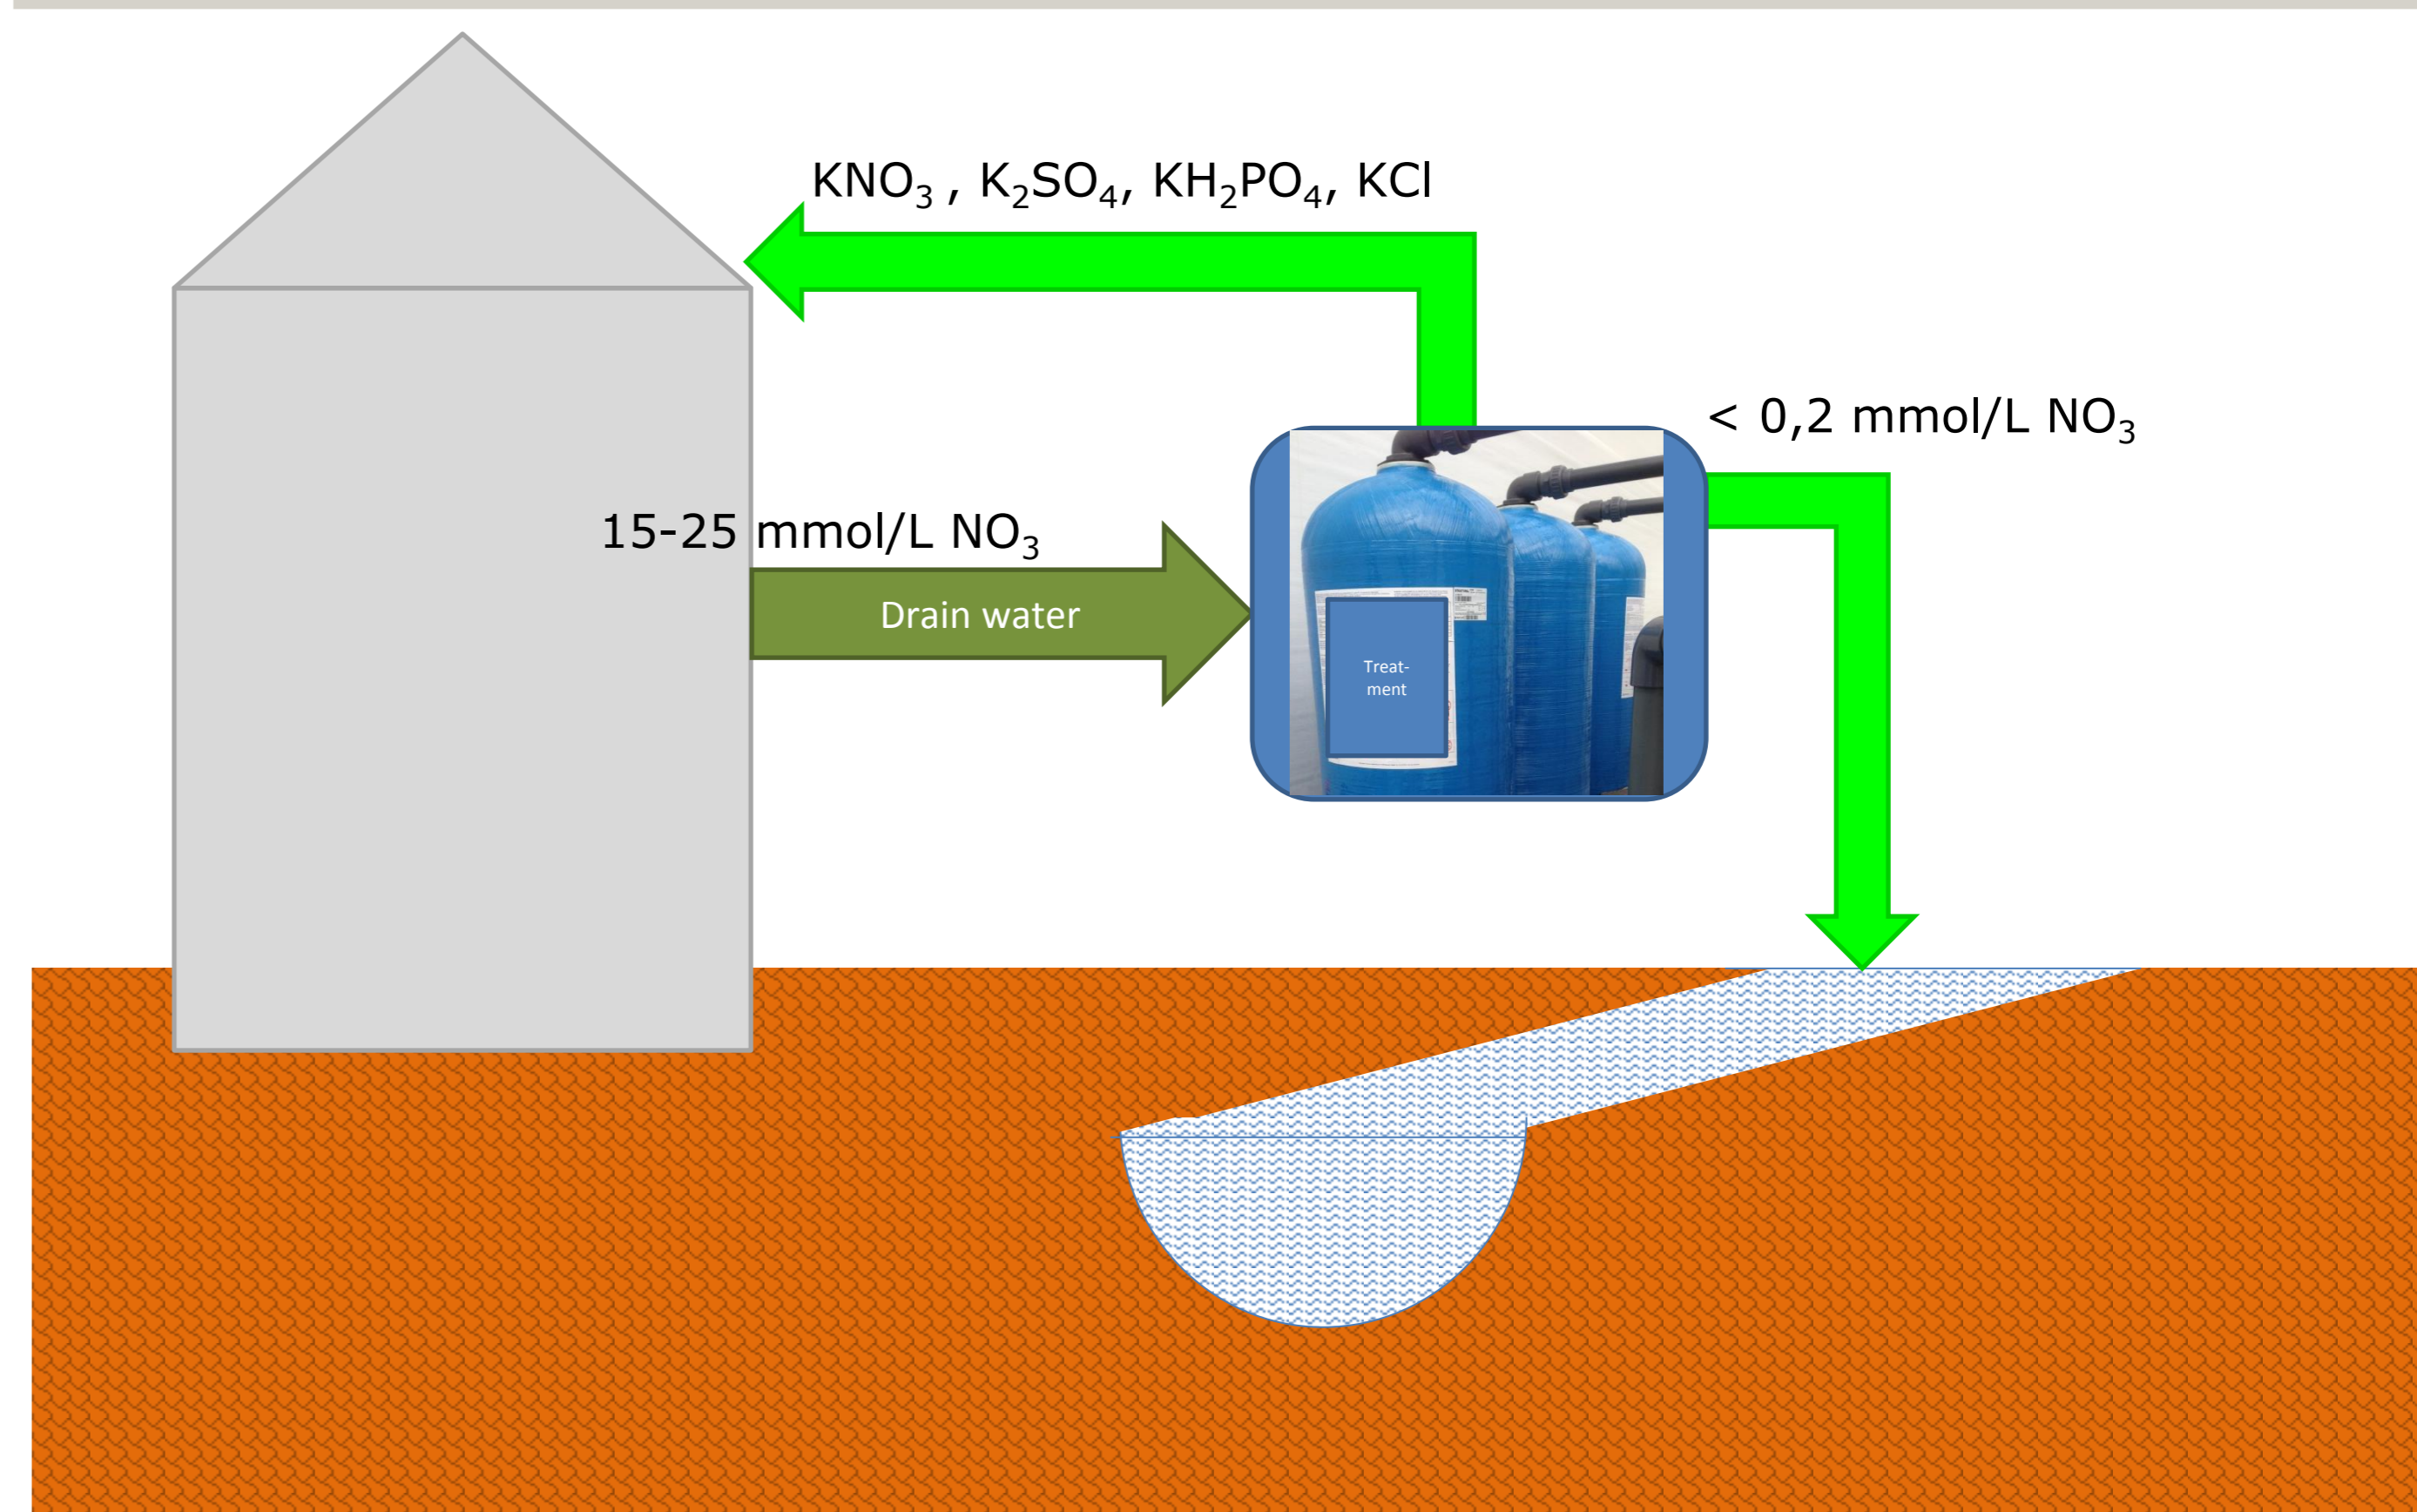 KNO₃ , K₂SO₄, KH₂PO₄, KCl
< 0,2 mmol/L NO₃
15-25 mmol/L NO₃
Drain water
Treat-
ment